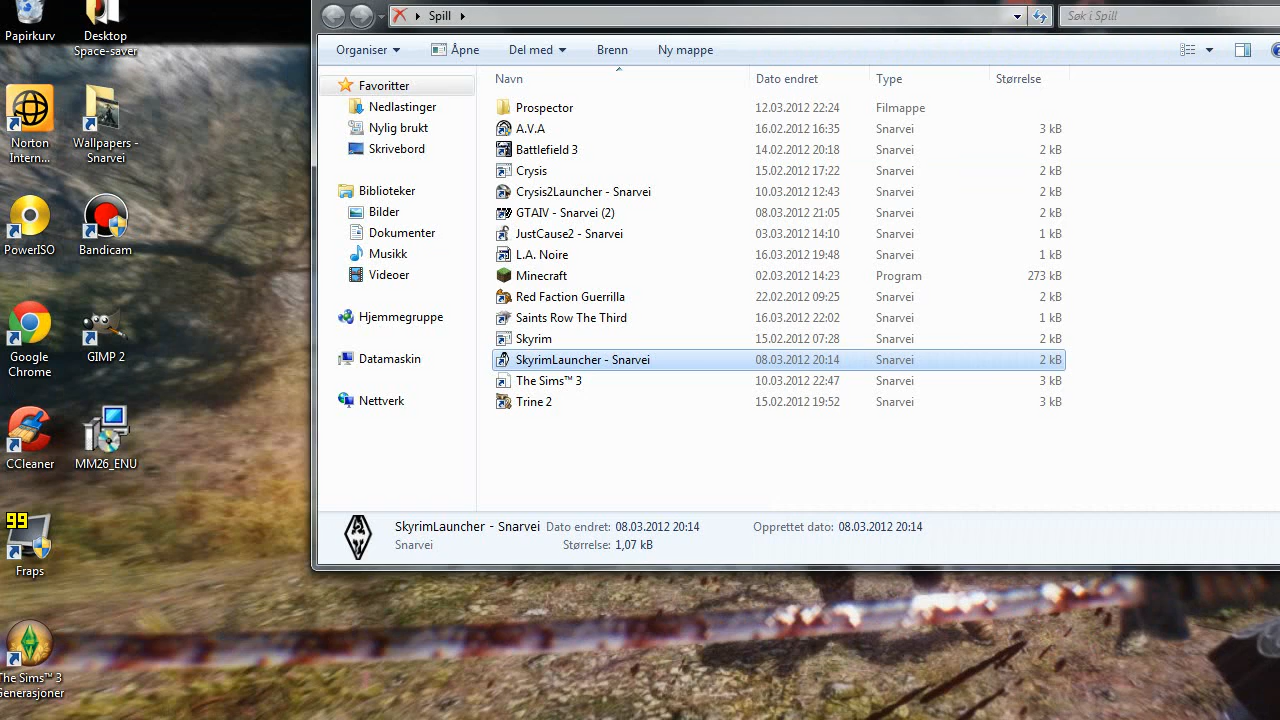 Papirkurv
Desktop
Space-saver
Norton
Intern...
Wallpapers -
Snarvei
PowerISO
Bandicam
Google
Chrome
GIMP 2
CCleaner
MM26_ENU
99
Fraps
The Sims™ 3
Generasjoner
Spill
Søk i Spill
Organiser Åpne Del med Brenn Ny mappe
Favoritter
Nedlastinger
Nylig brukt
Skrivebord
Biblioteker
Bilder
Dokumenter
Musikk
Videoer
Hjemmegruppe
Datamaskin
Nettverk
Navn Dato endret Type Størrelse
Prospector 12.03.2012 22:24 Filmappe
A.V.A 16.02.2012 16:35 Snarvei 3 kB
Battlefield 3 14.02.2012 20:18 Snarvei 2 kB
Crysis 15.02.2012 17:22 Snarvei 2 kB
Crysis2Launcher - Snarvei 10.03.2012 12:43 Snarvei 2 kB
GTAIV - Snarvei (2) 08.03.2012 21:05 Snarvei 2 kB
JustCause2 - Snarvei 03.03.2012 14:10 Snarvei 1 kB
L.A. Noire 16.03.2012 19:48 Snarvei 1 kB
Minecraft 02.03.2012 14:23 Program 273 kB
Red Faction Guerrilla 22.02.2012 09:25 Snarvei 2 kB
Saints Row The Third 16.03.2012 22:02 Snarvei 1 kB
Skyrim 15.02.2012 07:28 Snarvei 2 kB
SkyrimLauncher - Snarvei 08.03.2012 20:14 Snarvei 2 kB
The Sims™ 3 10.03.2012 22:47 Snarvei 3 kB
Trine 2 15.02.2012 19:52 Snarvei 3 kB
SkyrimLauncher - Snarvei Dato endret: 08.03.2012 20:14 Opprettet dato: 08.03.2012 20:14
Snarvei Størrelse: 1,07 kB